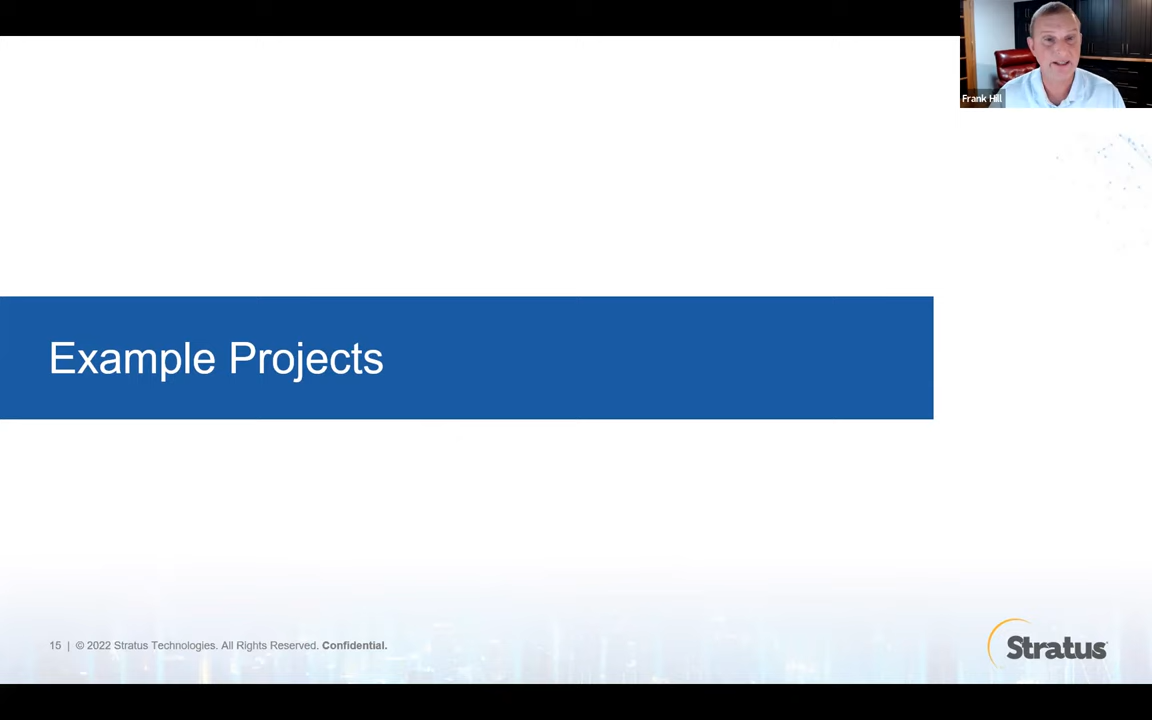 Frank Hill
Example Projects
15 | © 2022 Stratus Technologies. All Rights Reserved. Confidential.
Stratus